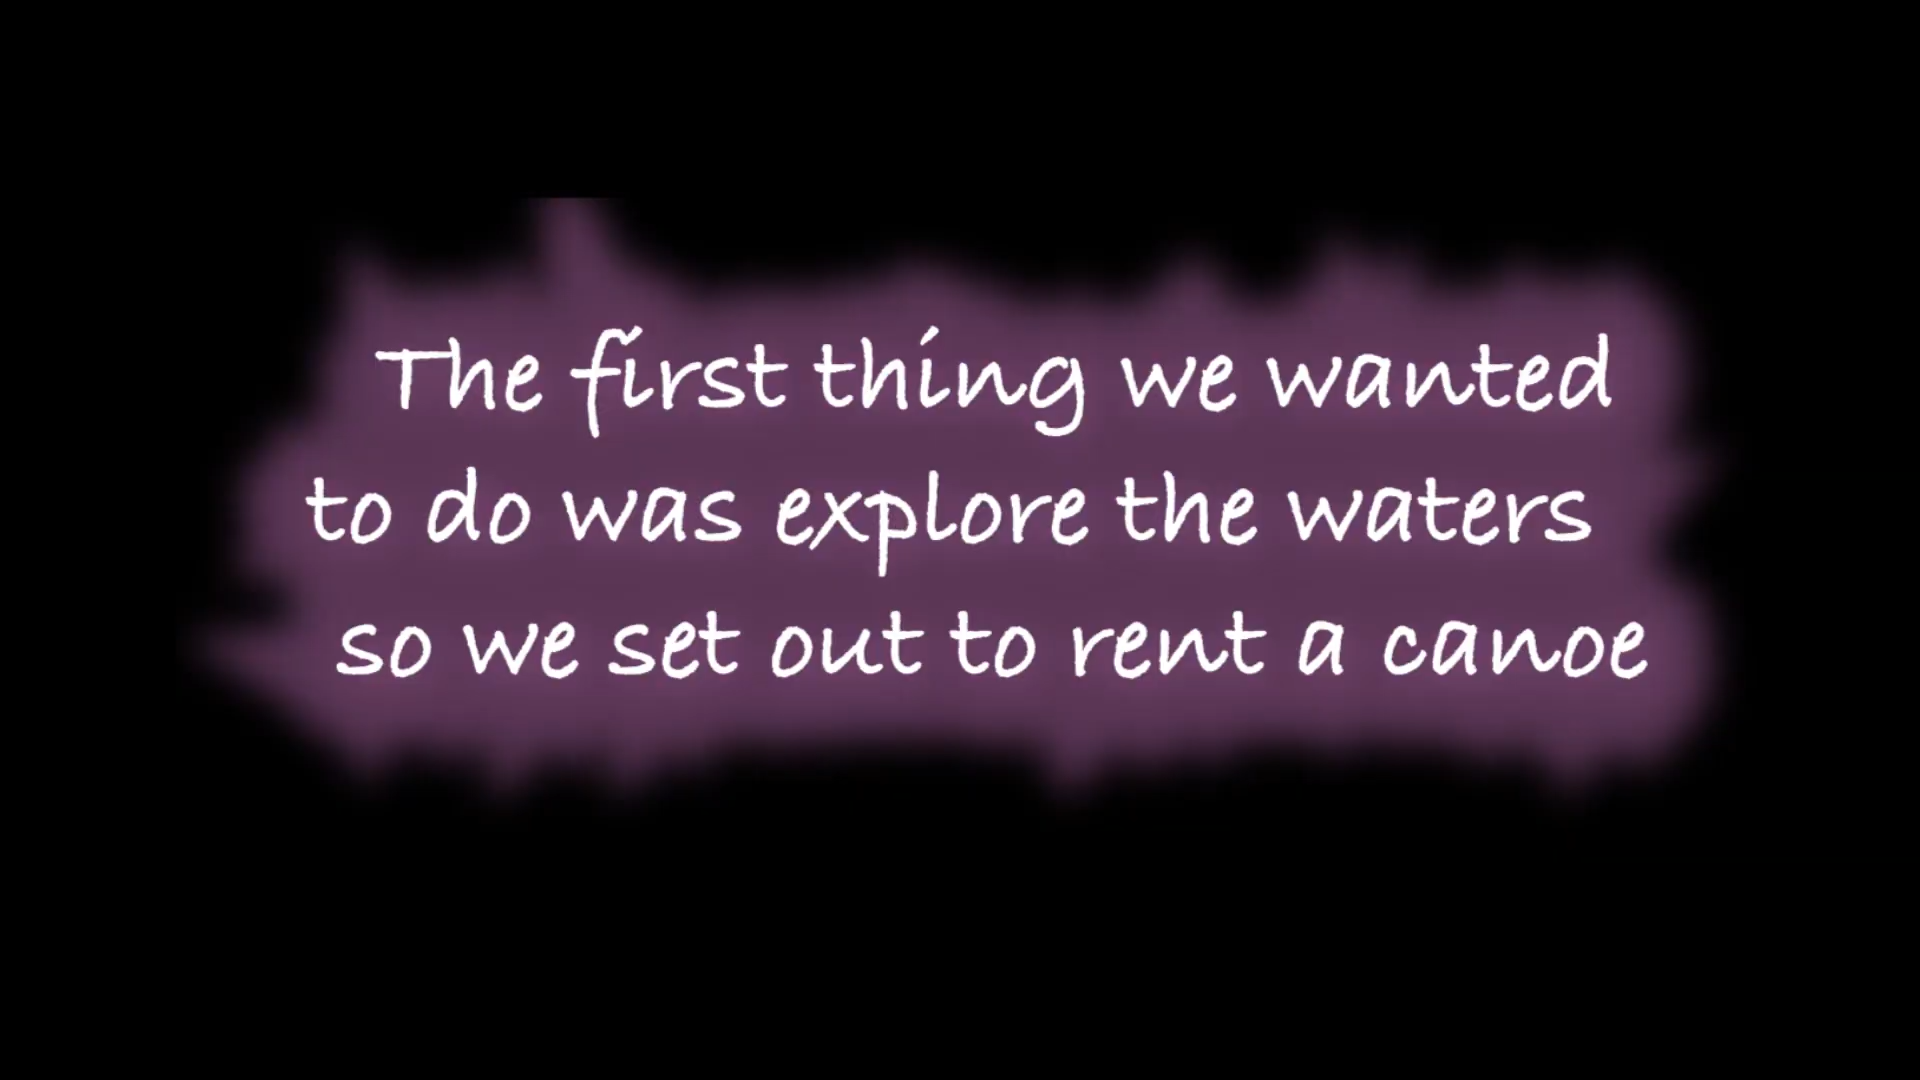 The first thing we wanted
to do was explore the waters
so we set out to rent a canoe